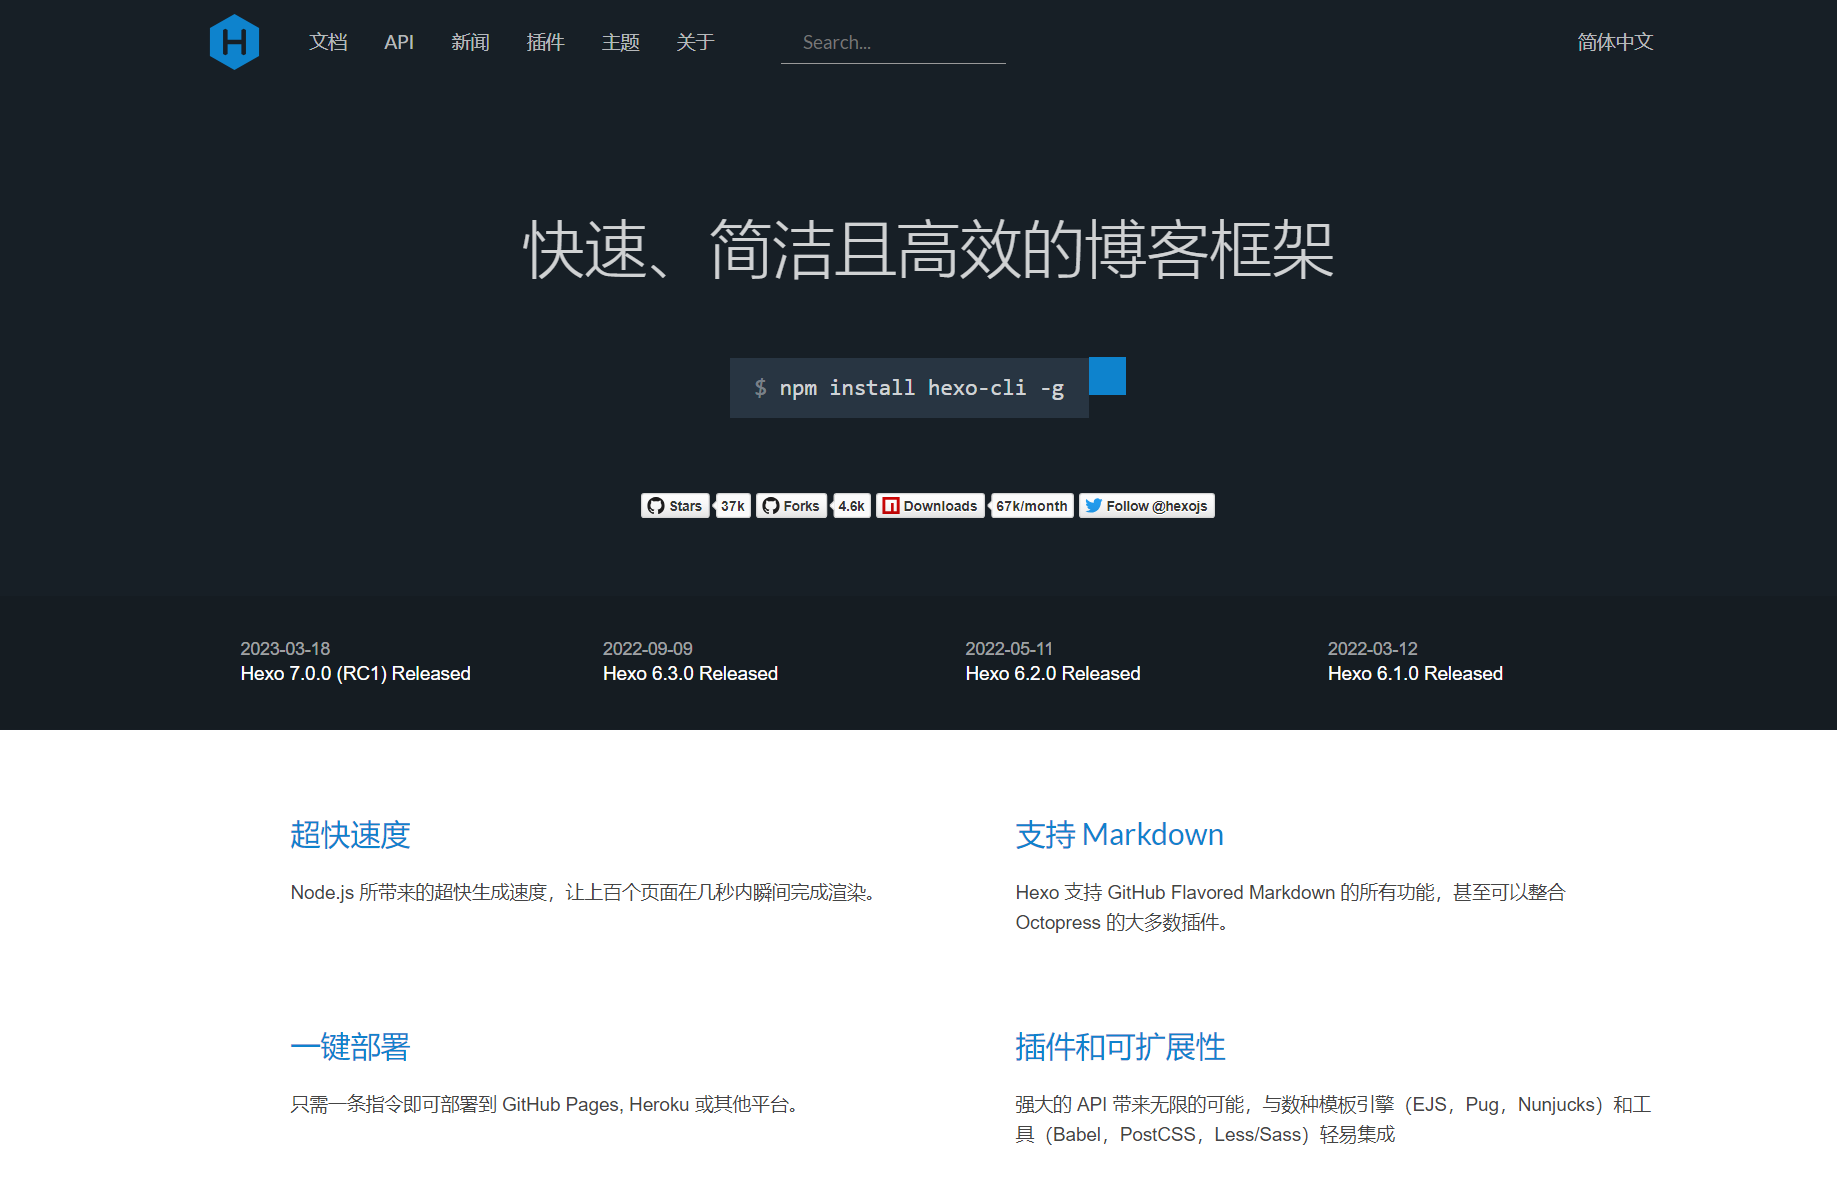 H 文档 API 新闻 插件 主题 关于 Search... 简体中文
快速、简洁且高效的博客框架
$ npm install hexo-cli -g
Stars 37k Forks 4.6k Downloads 67k/month Follow @hexojs
2023-03-18 2022-09-09 2022-05-11 2022-03-12
Hexo 7.0.0 (RC1) Released Hexo 6.3.0 Released Hexo 6.2.0 Released Hexo 6.1.0 Released
超快速度
Node.js 所带来的超快生成速度，让上百个页面在几秒内瞬间完成渲染。
支持 Markdown
Hexo 支持 GitHub Flavored Markdown 的所有功能，甚至可以整合
Octopress 的大多数插件。
一键部署
只需一条指令即可部署到 GitHub Pages, Heroku 或其他平台。
插件和可扩展性
强大的 API 带来无限的可能，与数种模板引擎（EJS，Pug，Nunjucks）和工
具（Babel，PostCSS，Less/Sass）轻易集成